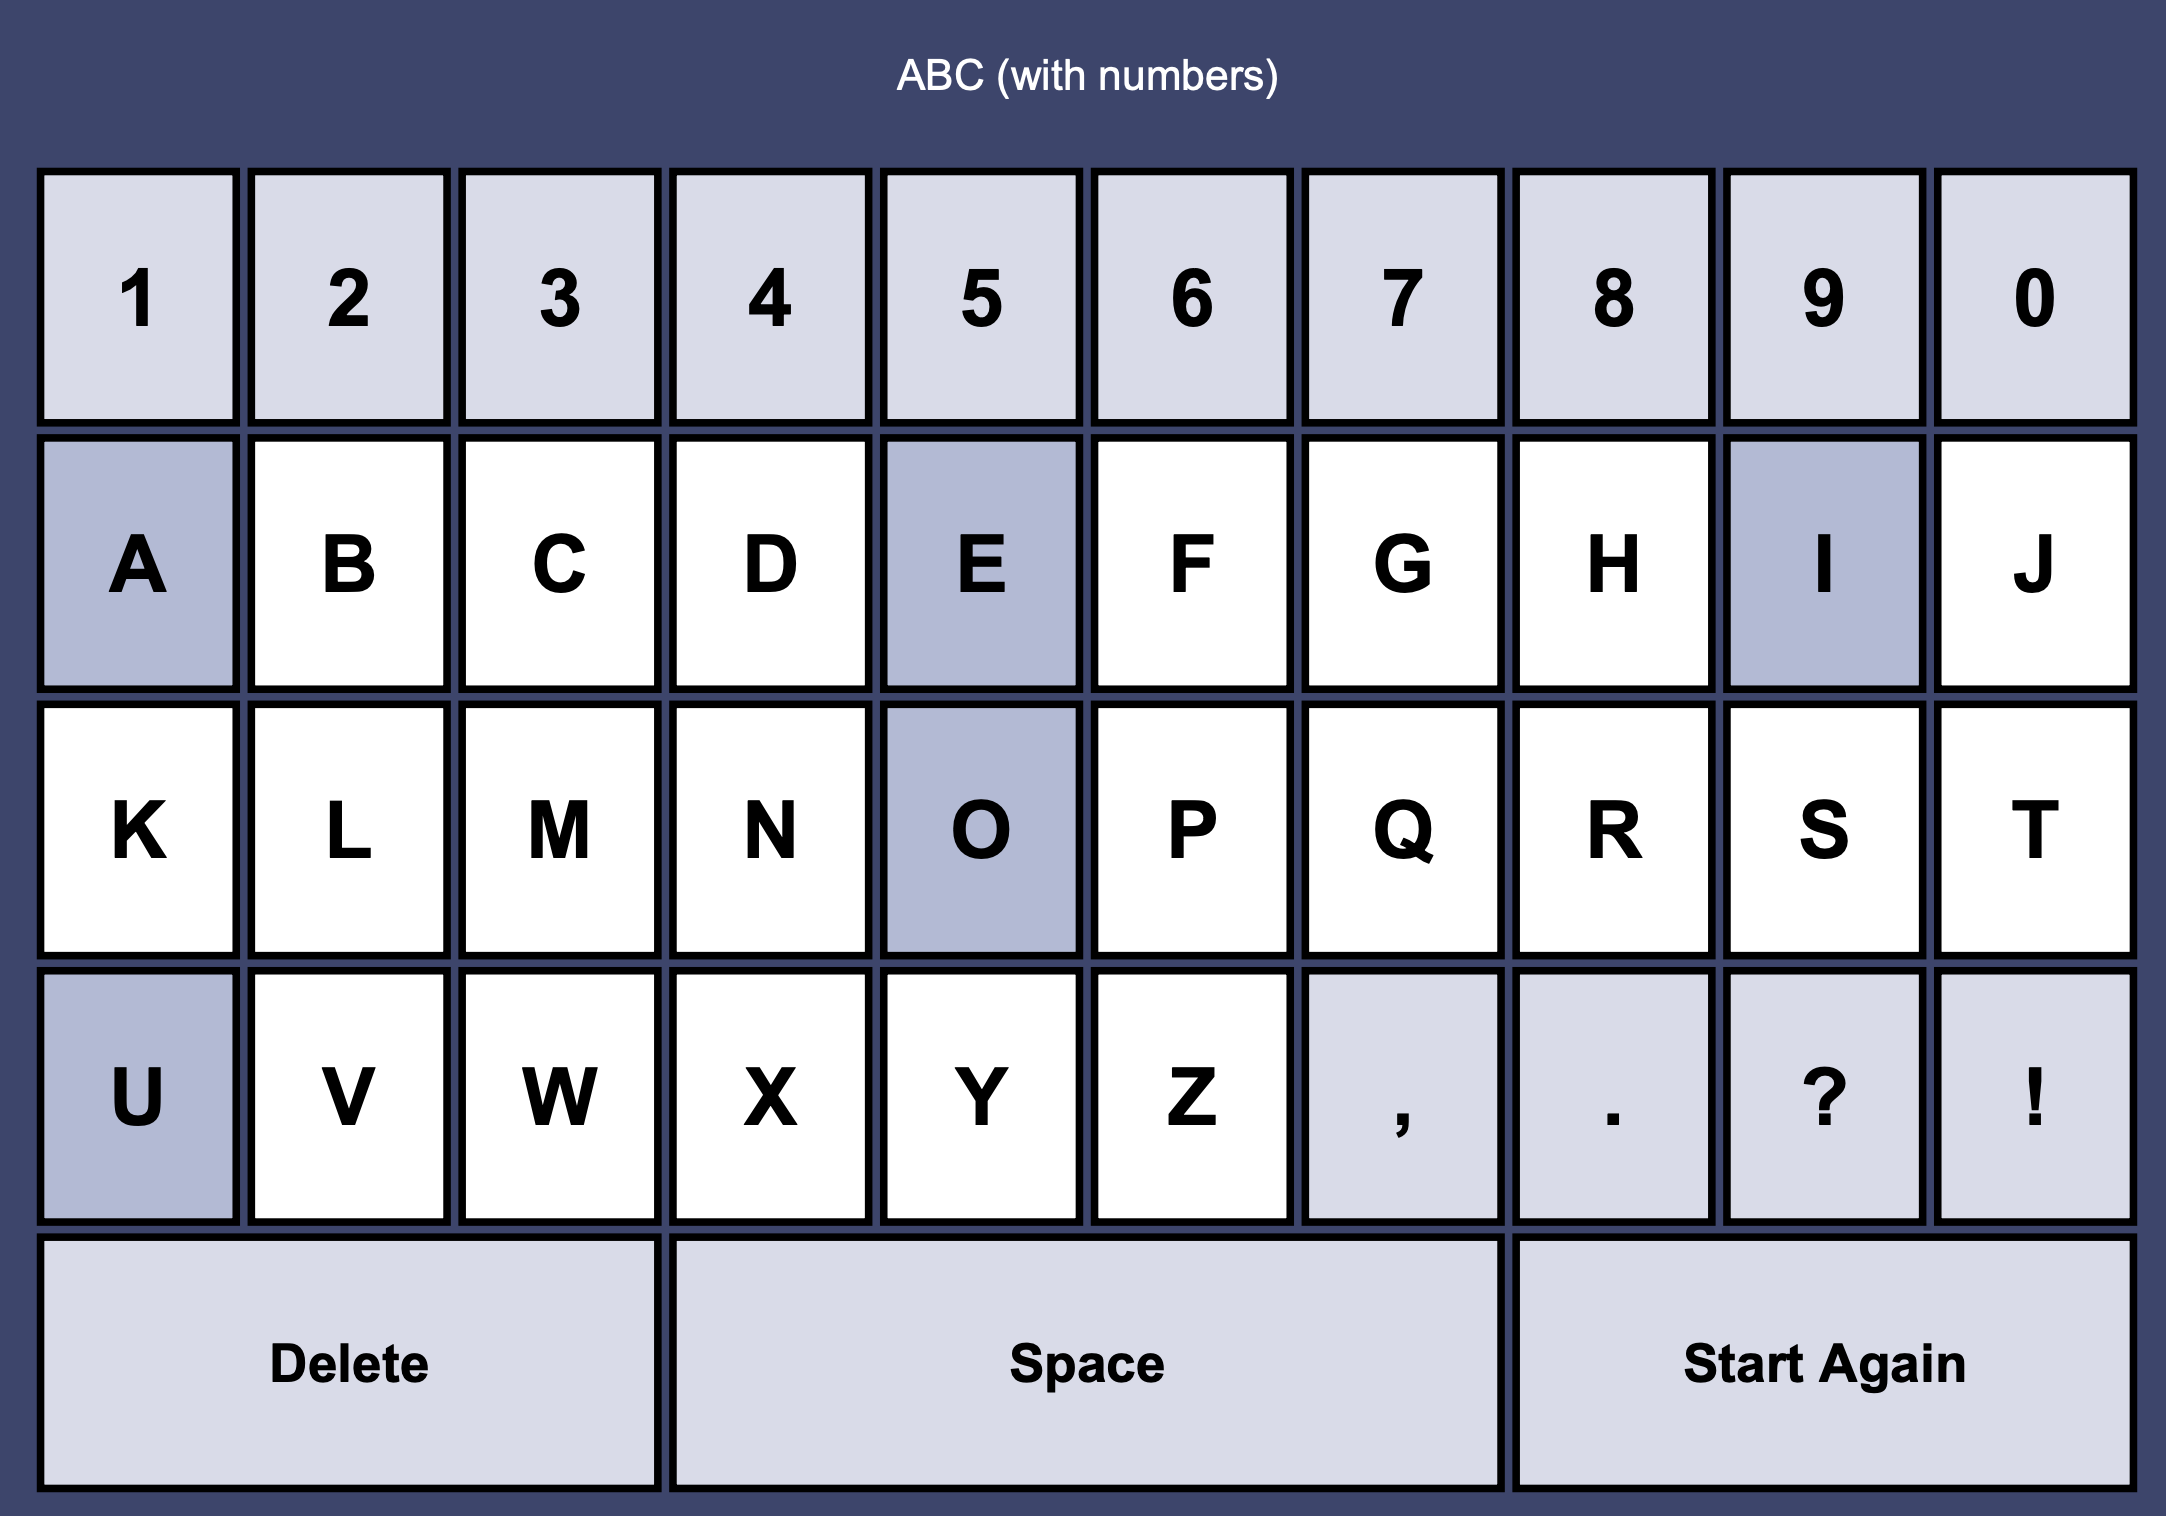 ABC (with numbers)
1 2 3 4 5 6 7 8 9 0
A B C D E F G H I J
K L M N O P Q R S T
U V W X Y Z , . ? !
Delete Space Start Again